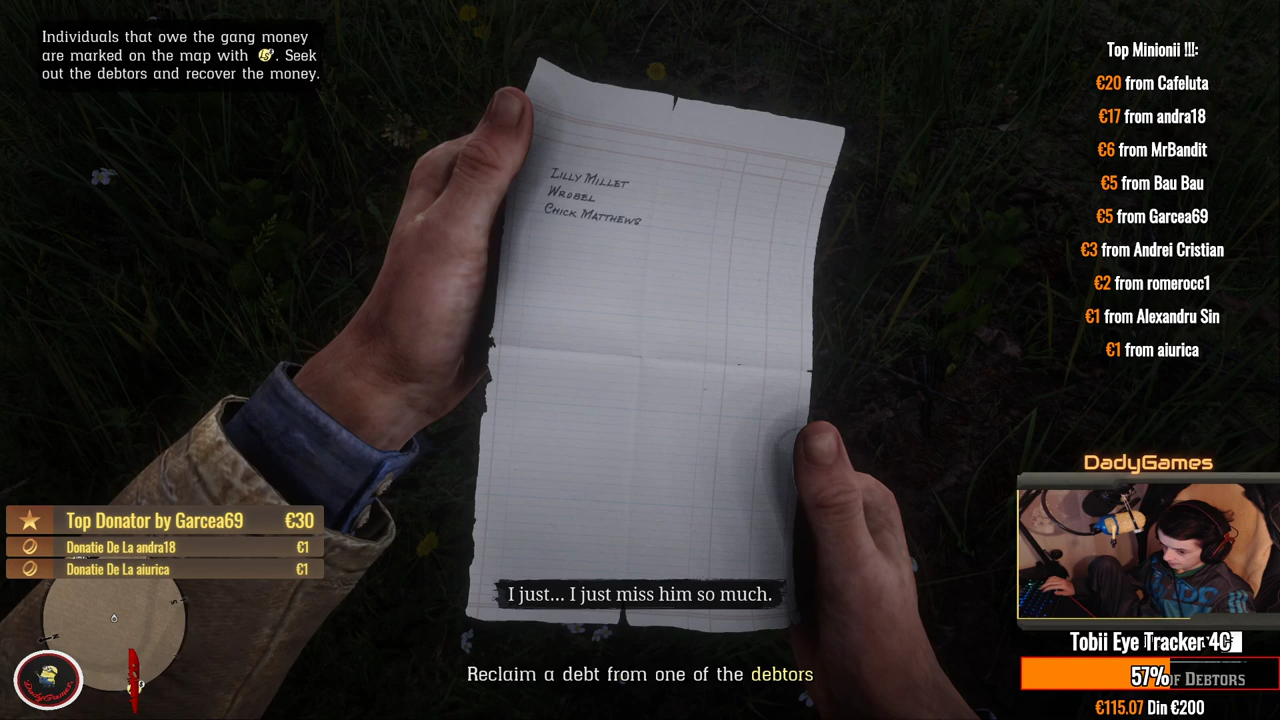 Individuals that owe the gang money
are marked on the map with . Seek
out the debtors and recover the money.
LILLY MILLET
WROBEL
CHICK MATTHEWS
I just... I just miss him so much.
Reclaim a debt from one of the debtors
Top Donator by Garcea69 €30
Donatie De La andra18 €1
Donatie De La aiurica €1
DadyGames
Top Minionii !!!:
€20 from Cafeluta
€17 from andra18
€6 from MrBandit
€5 from Bau Bau
€5 from Garcea69
€3 from Andrei Cristian
€2 from romerocc1
€1 from Alexandru Sin
€1 from aiurica
DadyGames
Tobii Eye Tracker 4C
57% OF DEBTORS
€115.07 Din €200